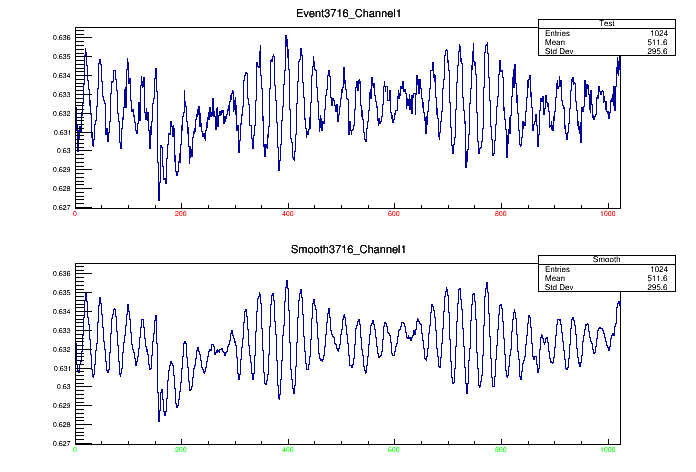 Event3716_Channel1
Test
Entries 1024
Mean 511.6
Std Dev 295.6
0.636
0.635
0.634
0.633
0.632
0.631
0.63
0.629
0.628
0.627
0 200 400 600 800 1000
Smooth3716_Channel1
Smooth
Entries 1024
Mean 511.6
Std Dev 295.6
0.636
0.635
0.634
0.633
0.632
0.631
0.63
0.629
0.628
0.627
0 200 400 600 800 1000